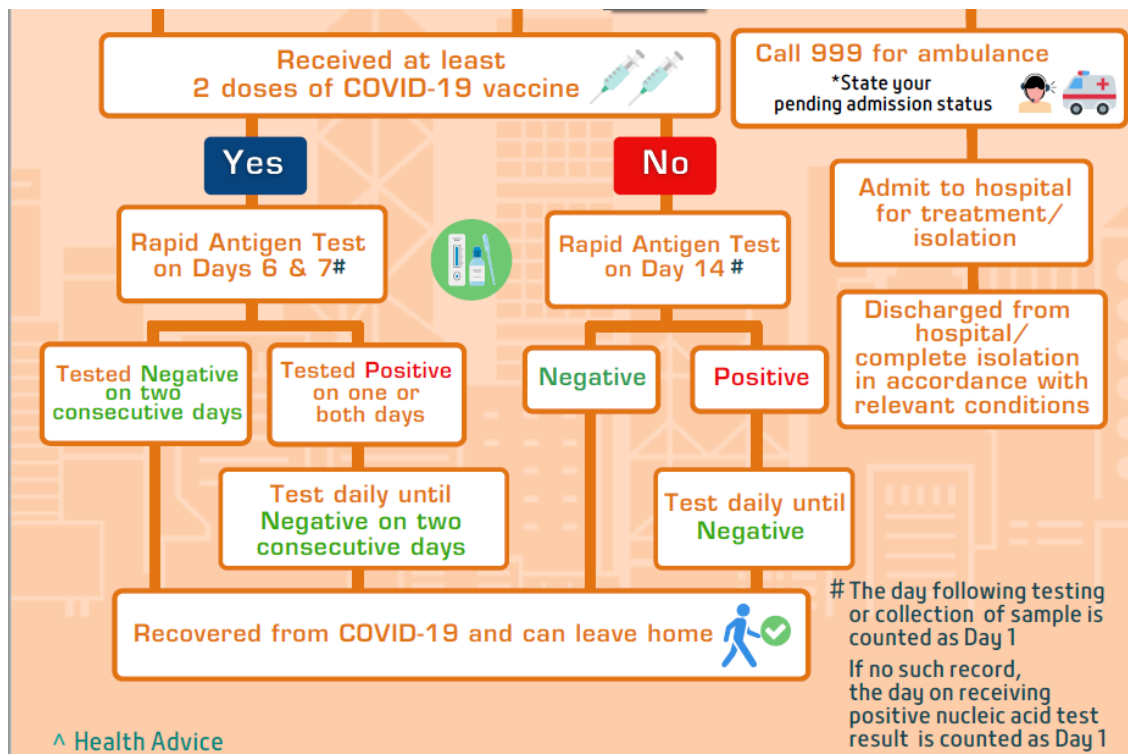 Received at least
2 doses of COVID-19 vaccine
Call 999 for ambulance
*State your
pending admission status
Yes
No
Rapid Antigen Test
on Days 6 & 7#
Rapid Antigen Test
on Day 14 #
Admit to hospital
for treatment/
isolation
Discharged from
hospital/
complete isolation
in accordance with
relevant conditions
Tested Negative
on two
consecutive days
Tested Positive
on one or
both days
Negative
Positive
Test daily until
Negative on two
consecutive days
Test daily until
Negative
Recovered from COVID-19 and can leave home
# The day following testing
or collection of sample is
counted as Day 1
If no such record,
the day on receiving
positive nucleic acid test
result is counted as Day 1
^ Health Advice